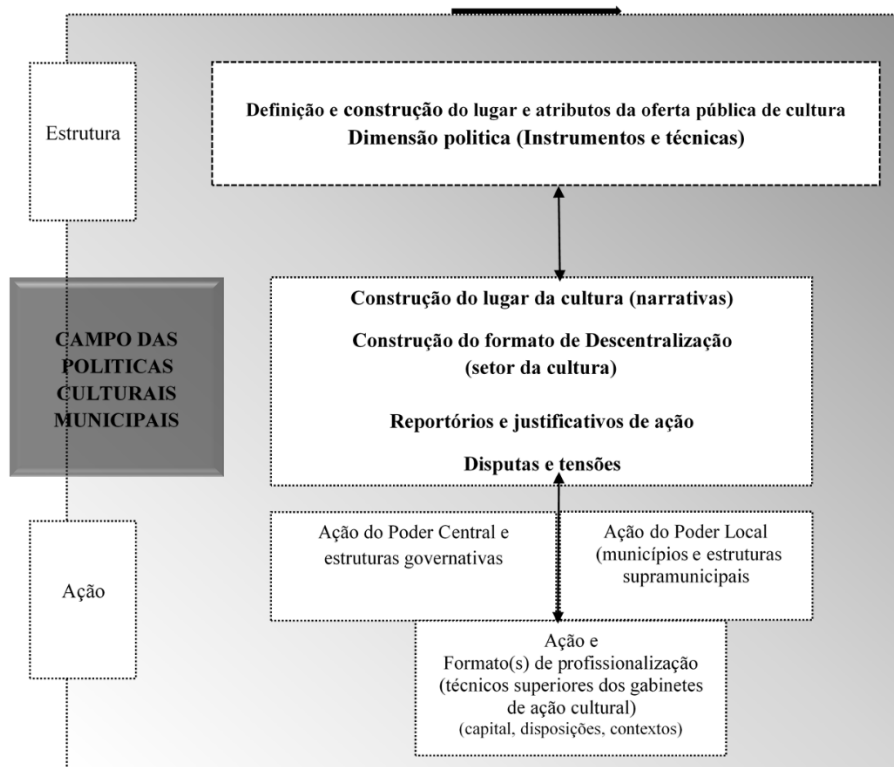 Estrutura
Definição e construção do lugar e atributos da oferta pública de cultura
Dimensão politica (Instrumentos e técnicas)
CAMPO DAS
POLITICAS
CULTURAIS
MUNICIPAIS
Construção do lugar da cultura (narrativas)
Construção do formato de Descentralização
(setor da cultura)
Reportórios e justificativos de ação
Disputas e tensões
Ação
Ação do Poder Central e
estruturas governativas
Ação do Poder Local
(municípios e estruturas
supramunicipais
Ação e
Formato(s) de profissionalização
(técnicos superiores dos gabinetes
de ação cultural)
(capital, disposições, contextos)